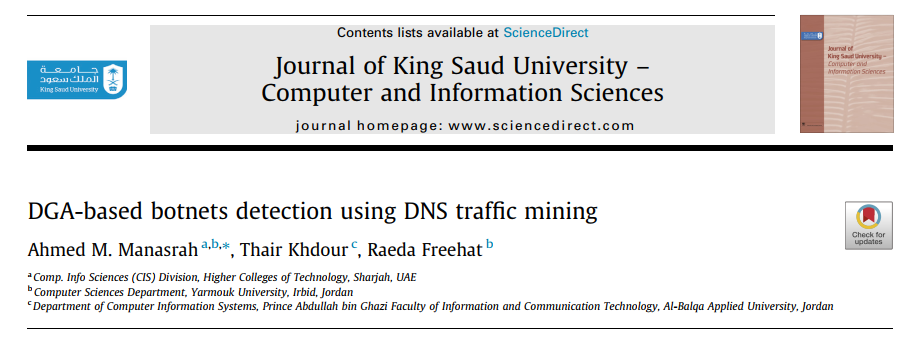 Contents lists available at ScienceDirect
Journal of King Saud University –
Computer and Information Sciences
journal homepage: www.sciencedirect.com
جامعة
الملك سعود
King Saud University
Journal of
King Saud University –
Computer and
Information Sciences
DGA-based botnets detection using DNS traffic mining
Ahmed M. Manasrah a,b,*, Thair Khdour c, Raeda Freehat b
Check for
updates
a Comp. Info Sciences (CIS) Division, Higher Colleges of Technology, Sharjah, UAE
b Computer Sciences Department, Yarmouk University, Irbid, Jordan
c Department of Computer Information Systems, Prince Abdullah bin Ghazi Faculty of Information and Communication Technology, Al-Balqa Applied University, Jordan